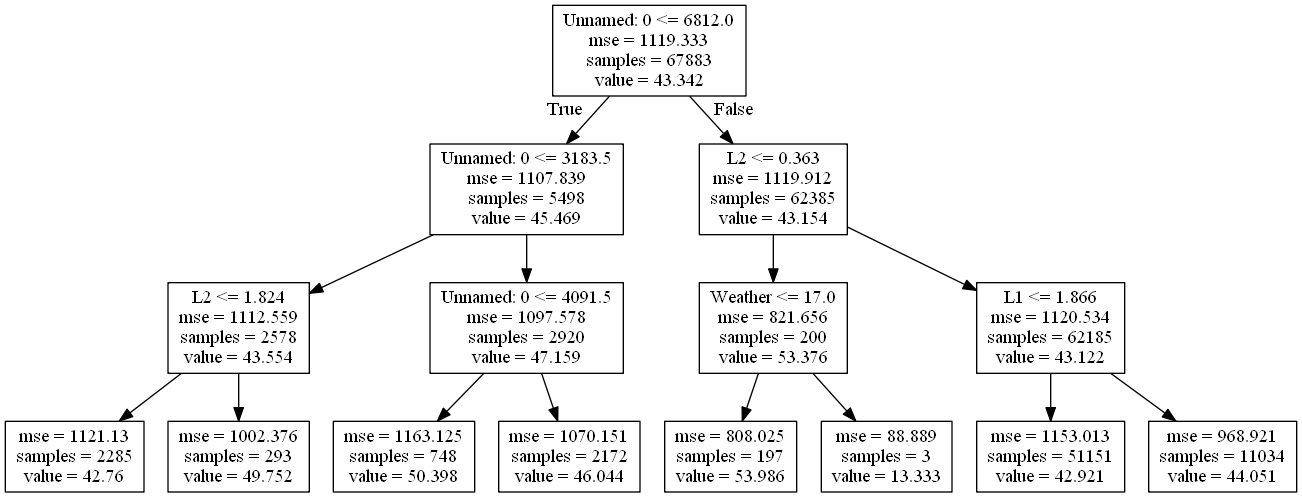 Unnamed: 0 <= 6812.0
mse = 1119.333
samples = 67883
value = 43.342
True
False
Unnamed: 0 <= 3183.5
mse = 1107.839
samples = 5498
value = 45.469
L2 <= 0.363
mse = 1119.912
samples = 62385
value = 43.154
L2 <= 1.824
mse = 1112.559
samples = 2578
value = 43.554
Unnamed: 0 <= 4091.5
mse = 1097.578
samples = 2920
value = 47.159
Weather <= 17.0
mse = 821.656
samples = 200
value = 53.376
L1 <= 1.866
mse = 1120.534
samples = 62185
value = 43.122
mse = 1121.13
samples = 2285
value = 42.76
mse = 1002.376
samples = 293
value = 49.752
mse = 1163.125
samples = 748
value = 50.398
mse = 1070.151
samples = 2172
value = 46.044
mse = 808.025
samples = 197
value = 53.986
mse = 88.889
samples = 3
value = 13.333
mse = 1153.013
samples = 51151
value = 42.921
mse = 968.921
samples = 11034
value = 44.051